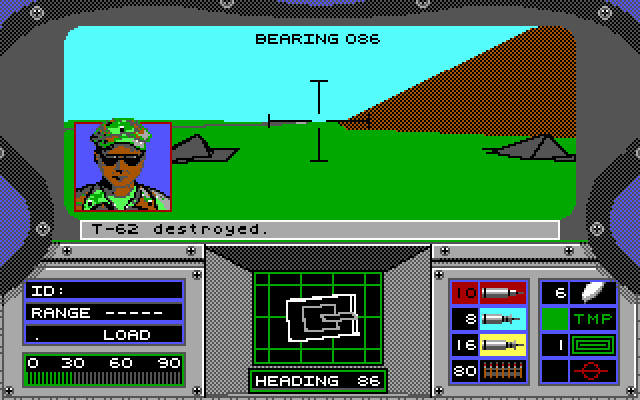 BEARING 086
T-62 destroyed.
ID:
RANGE -----
. LOAD
0 30 60 90
HEADING 86
10
8
16
80
6
TMP
1